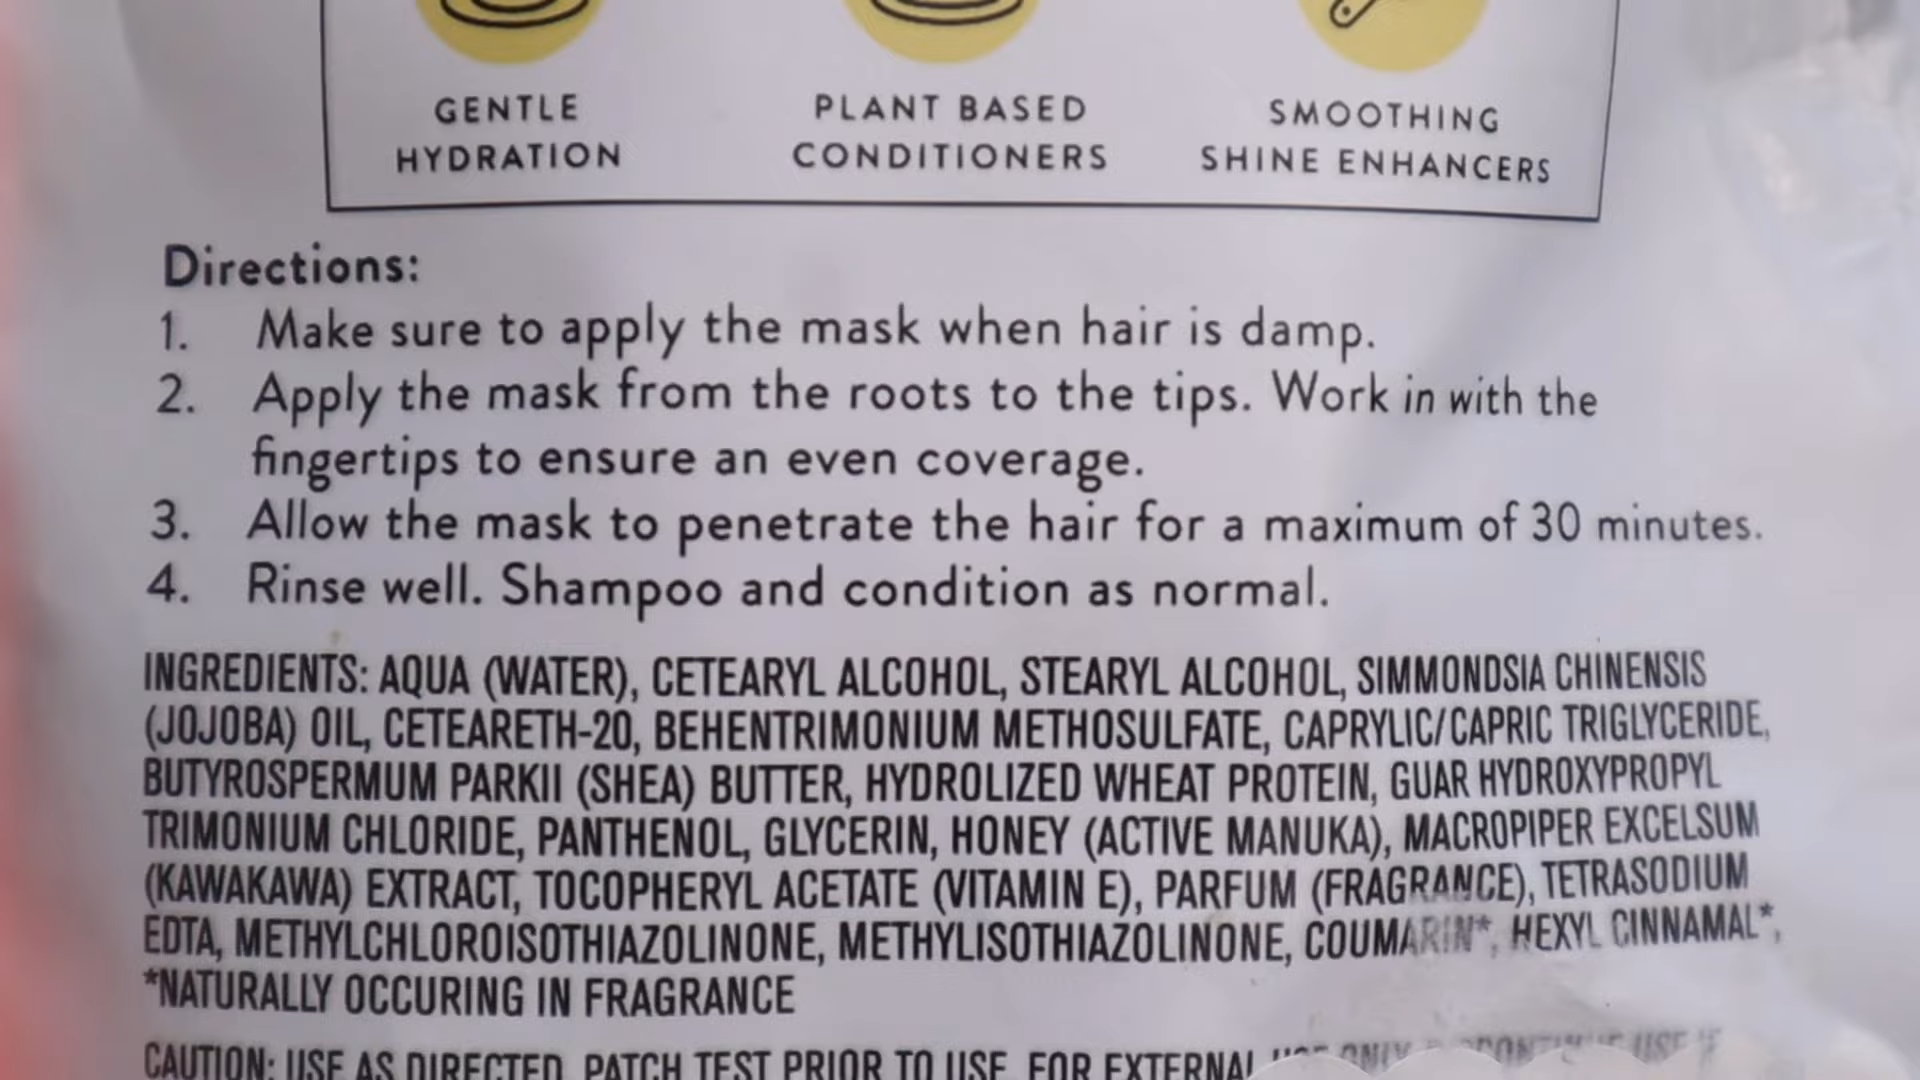 GENTLE
HYDRATION
PLANT BASED
CONDITIONERS
SMOOTHING
SHINE ENHANCERS
Directions:
1. Make sure to apply the mask when hair is damp.
2. Apply the mask from the roots to the tips. Work in with the
fingertips to ensure an even coverage.
3. Allow the mask to penetrate the hair for a maximum of 30 minutes.
4. Rinse well. Shampoo and condition as normal.
INGREDIENTS: AQUA (WATER), CETEARYL ALCOHOL, STEARYL ALCOHOL, SIMMONDSIA CHINENSIS
(JOJOBA) OIL, CETEARETH-20, BEHENTRIMONIUM METHOSULFATE, CAPRYLIC/CAPRIC TRIGLYCERIDE,
BUTYROSPERMUM PARKII (SHEA) BUTTER, HYDROLIZED WHEAT PROTEIN, GUAR HYDROXYPROPYL
TRIMONIUM CHLORIDE, PANTHENOL, GLYCERIN, HONEY (ACTIVE MANUKA), MACROPIPER EXCELSUM
(KAWAKAWA) EXTRACT, TOCOPHERYL ACETATE (VITAMIN E), PARFUM (FRAGRANCE), TETRASODIUM
EDTA, METHYLCHLOROISOTHIAZOLINONE, METHYLISOTHIAZOLINONE, COUMARIN*, HEXYL CINNAMAL*,
*NATURALLY OCCURING IN FRAGRANCE
CAUTION: USE AS DIRECTED. PATCH TEST PRIOR TO USE. FOR EXTERNAL USE ONLY